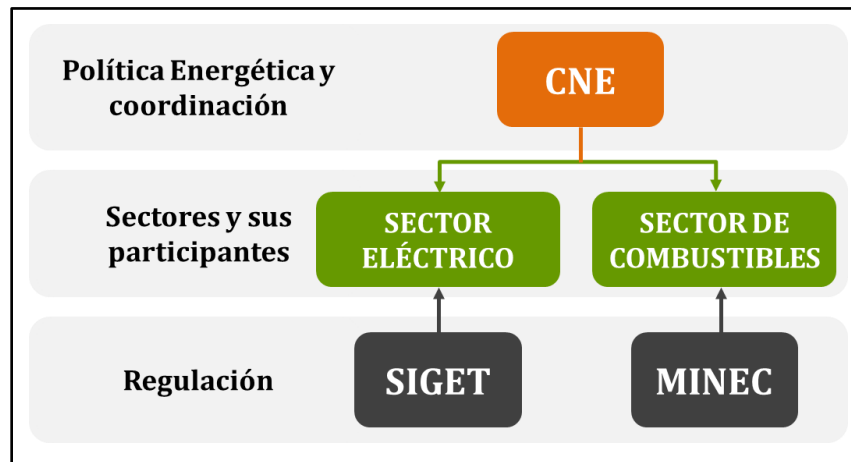 Política Energética y
coordinación
CNE
Sectores y sus
participantes
SECTOR
ELÉCTRICO
SECTOR DE
COMBUSTIBLES
Regulación
SIGET
MINEC